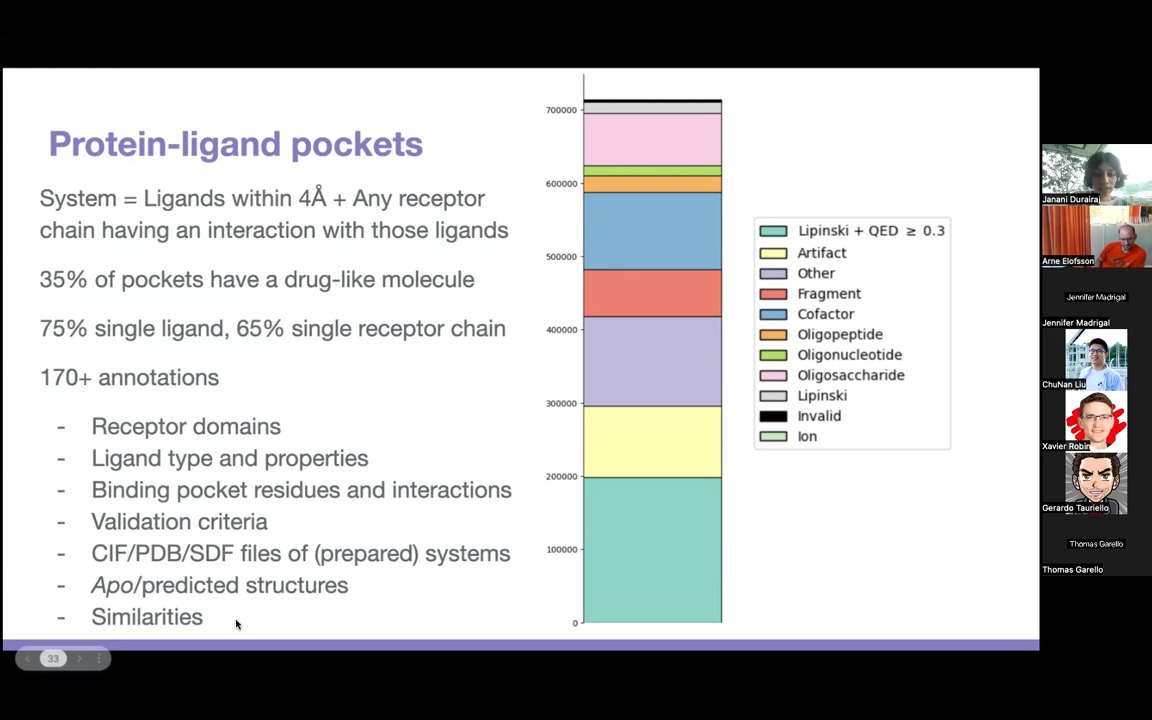 Protein-ligand pockets
System = Ligands within 4Å + Any receptor
chain having an interaction with those ligands
35% of pockets have a drug-like molecule
75% single ligand, 65% single receptor chain
170+ annotations
- Receptor domains
- Ligand type and properties
- Binding pocket residues and interactions
- Validation criteria
- CIF/PDB/SDF files of (prepared) systems
- Apo/predicted structures
- Similarities
700000
600000
500000
400000
300000
200000
100000
0
Lipinski + QED ≥ 0.3
Artifact
Other
Fragment
Cofactor
Oligopeptide
Oligonucleotide
Oligosaccharide
Lipinski
Invalid
Ion
33
Janani Durairaj
Arne Elofsson
Jennifer Madrigal
Jennifer Madrigal
ChuNan Liu
Xavier Robin
Gerardo Tauriello
Thomas Garello
Thomas Garello